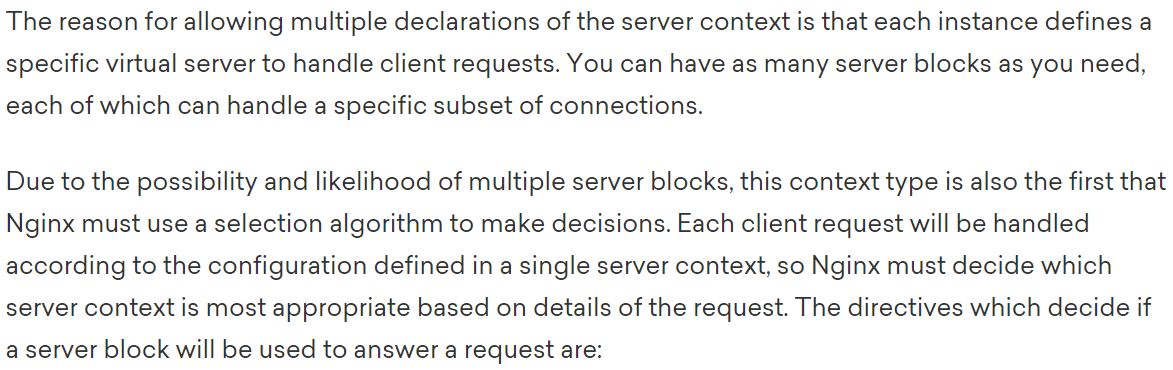 The reason for allowing multiple declarations of the server context is that each instance defines a
specific virtual server to handle client requests. You can have as many server blocks as you need,
each of which can handle a specific subset of connections.
Due to the possibility and likelihood of multiple server blocks, this context type is also the first that
Nginx must use a selection algorithm to make decisions. Each client request will be handled
according to the configuration defined in a single server context, so Nginx must decide which
server context is most appropriate based on details of the request. The directives which decide if
a server block will be used to answer a request are: